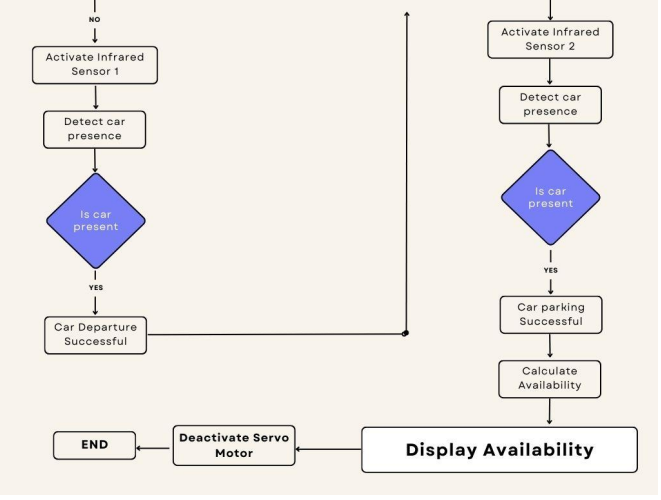 NO
Activate Infrared
Sensor 1
Detect car
presence
Is car
present
YES
Car Departure
Successful
Activate Infrared
Sensor 2
Detect car
presence
Is car
present
YES
Car parking
Successful
Calculate
Availability
Display Availability
Deactivate Servo
Motor
END